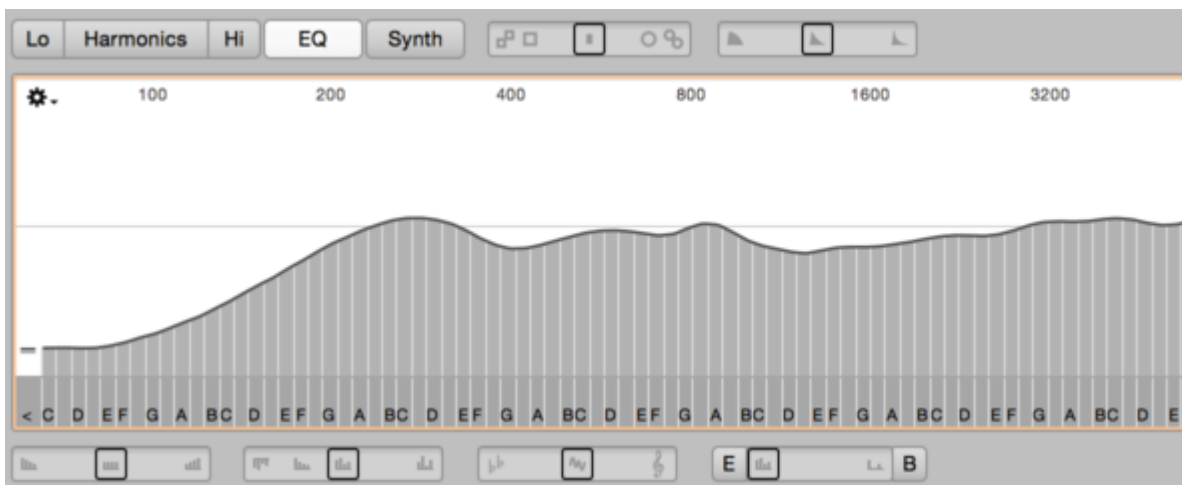 Lo Harmonics Hi EQ Synth
100 200 400 800 1600 3200
< C D E F G A B C D E F G A B C D E F G A B C D E F G A B C D E F G A B C D E F G A B C D E
E B